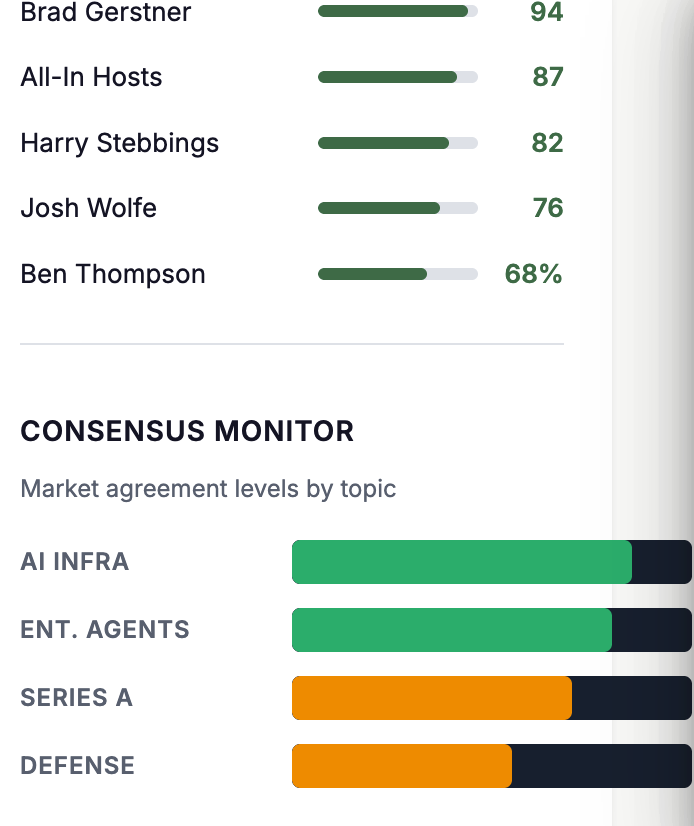 Brad Gerstner 94
All-In Hosts 87
Harry Stebbings 82
Josh Wolfe 76
Ben Thompson 68%
CONSENSUS MONITOR
Market agreement levels by topic
AI INFRA
ENT. AGENTS
SERIES A
DEFENSE